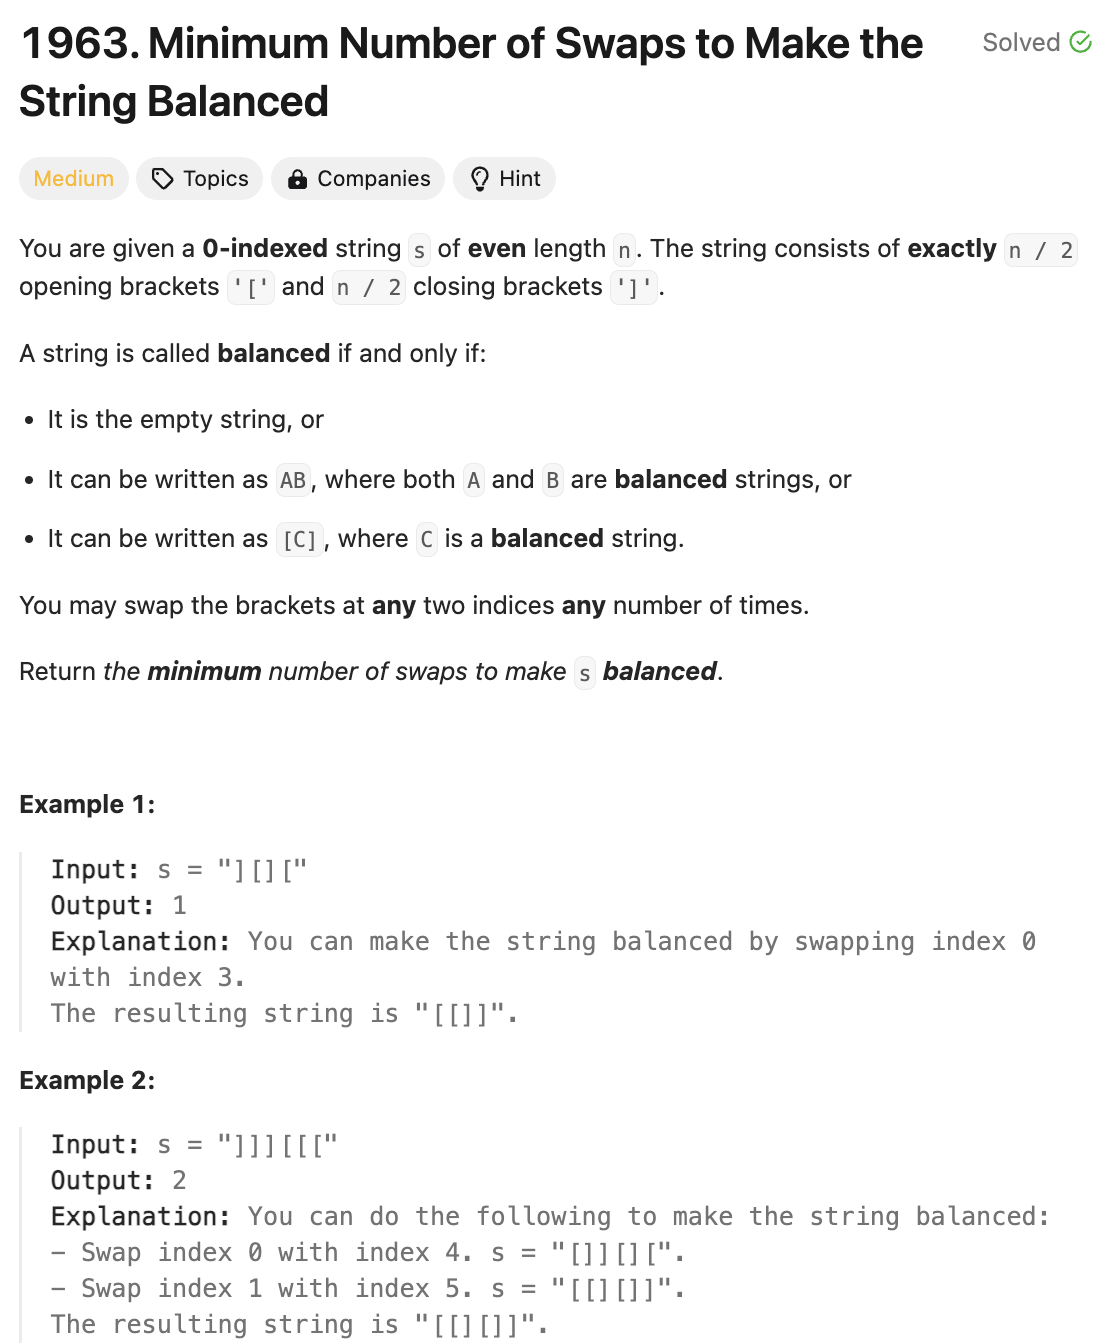 1963. Minimum Number of Swaps to Make the
String Balanced
Solved
Medium
Topics
Companies
Hint
You are given a 0-indexed string s of even length n. The string consists of exactly n / 2
opening brackets '[' and n / 2 closing brackets ']'.
A string is called balanced if and only if:
• It is the empty string, or
• It can be written as AB, where both A and B are balanced strings, or
• It can be written as [C], where C is a balanced string.
You may swap the brackets at any two indices any number of times.
Return the minimum number of swaps to make s balanced.
Example 1:
Input: s = "][]["
Output: 1
Explanation: You can make the string balanced by swapping index 0
with index 3.
The resulting string is "[[]]".
Example 2:
Input: s = "]]][[["
Output: 2
Explanation: You can do the following to make the string balanced:
- Swap index 0 with index 4. s = "[]][][".
- Swap index 1 with index 5. s = "[[][]]".
The resulting string is "[[][]]".